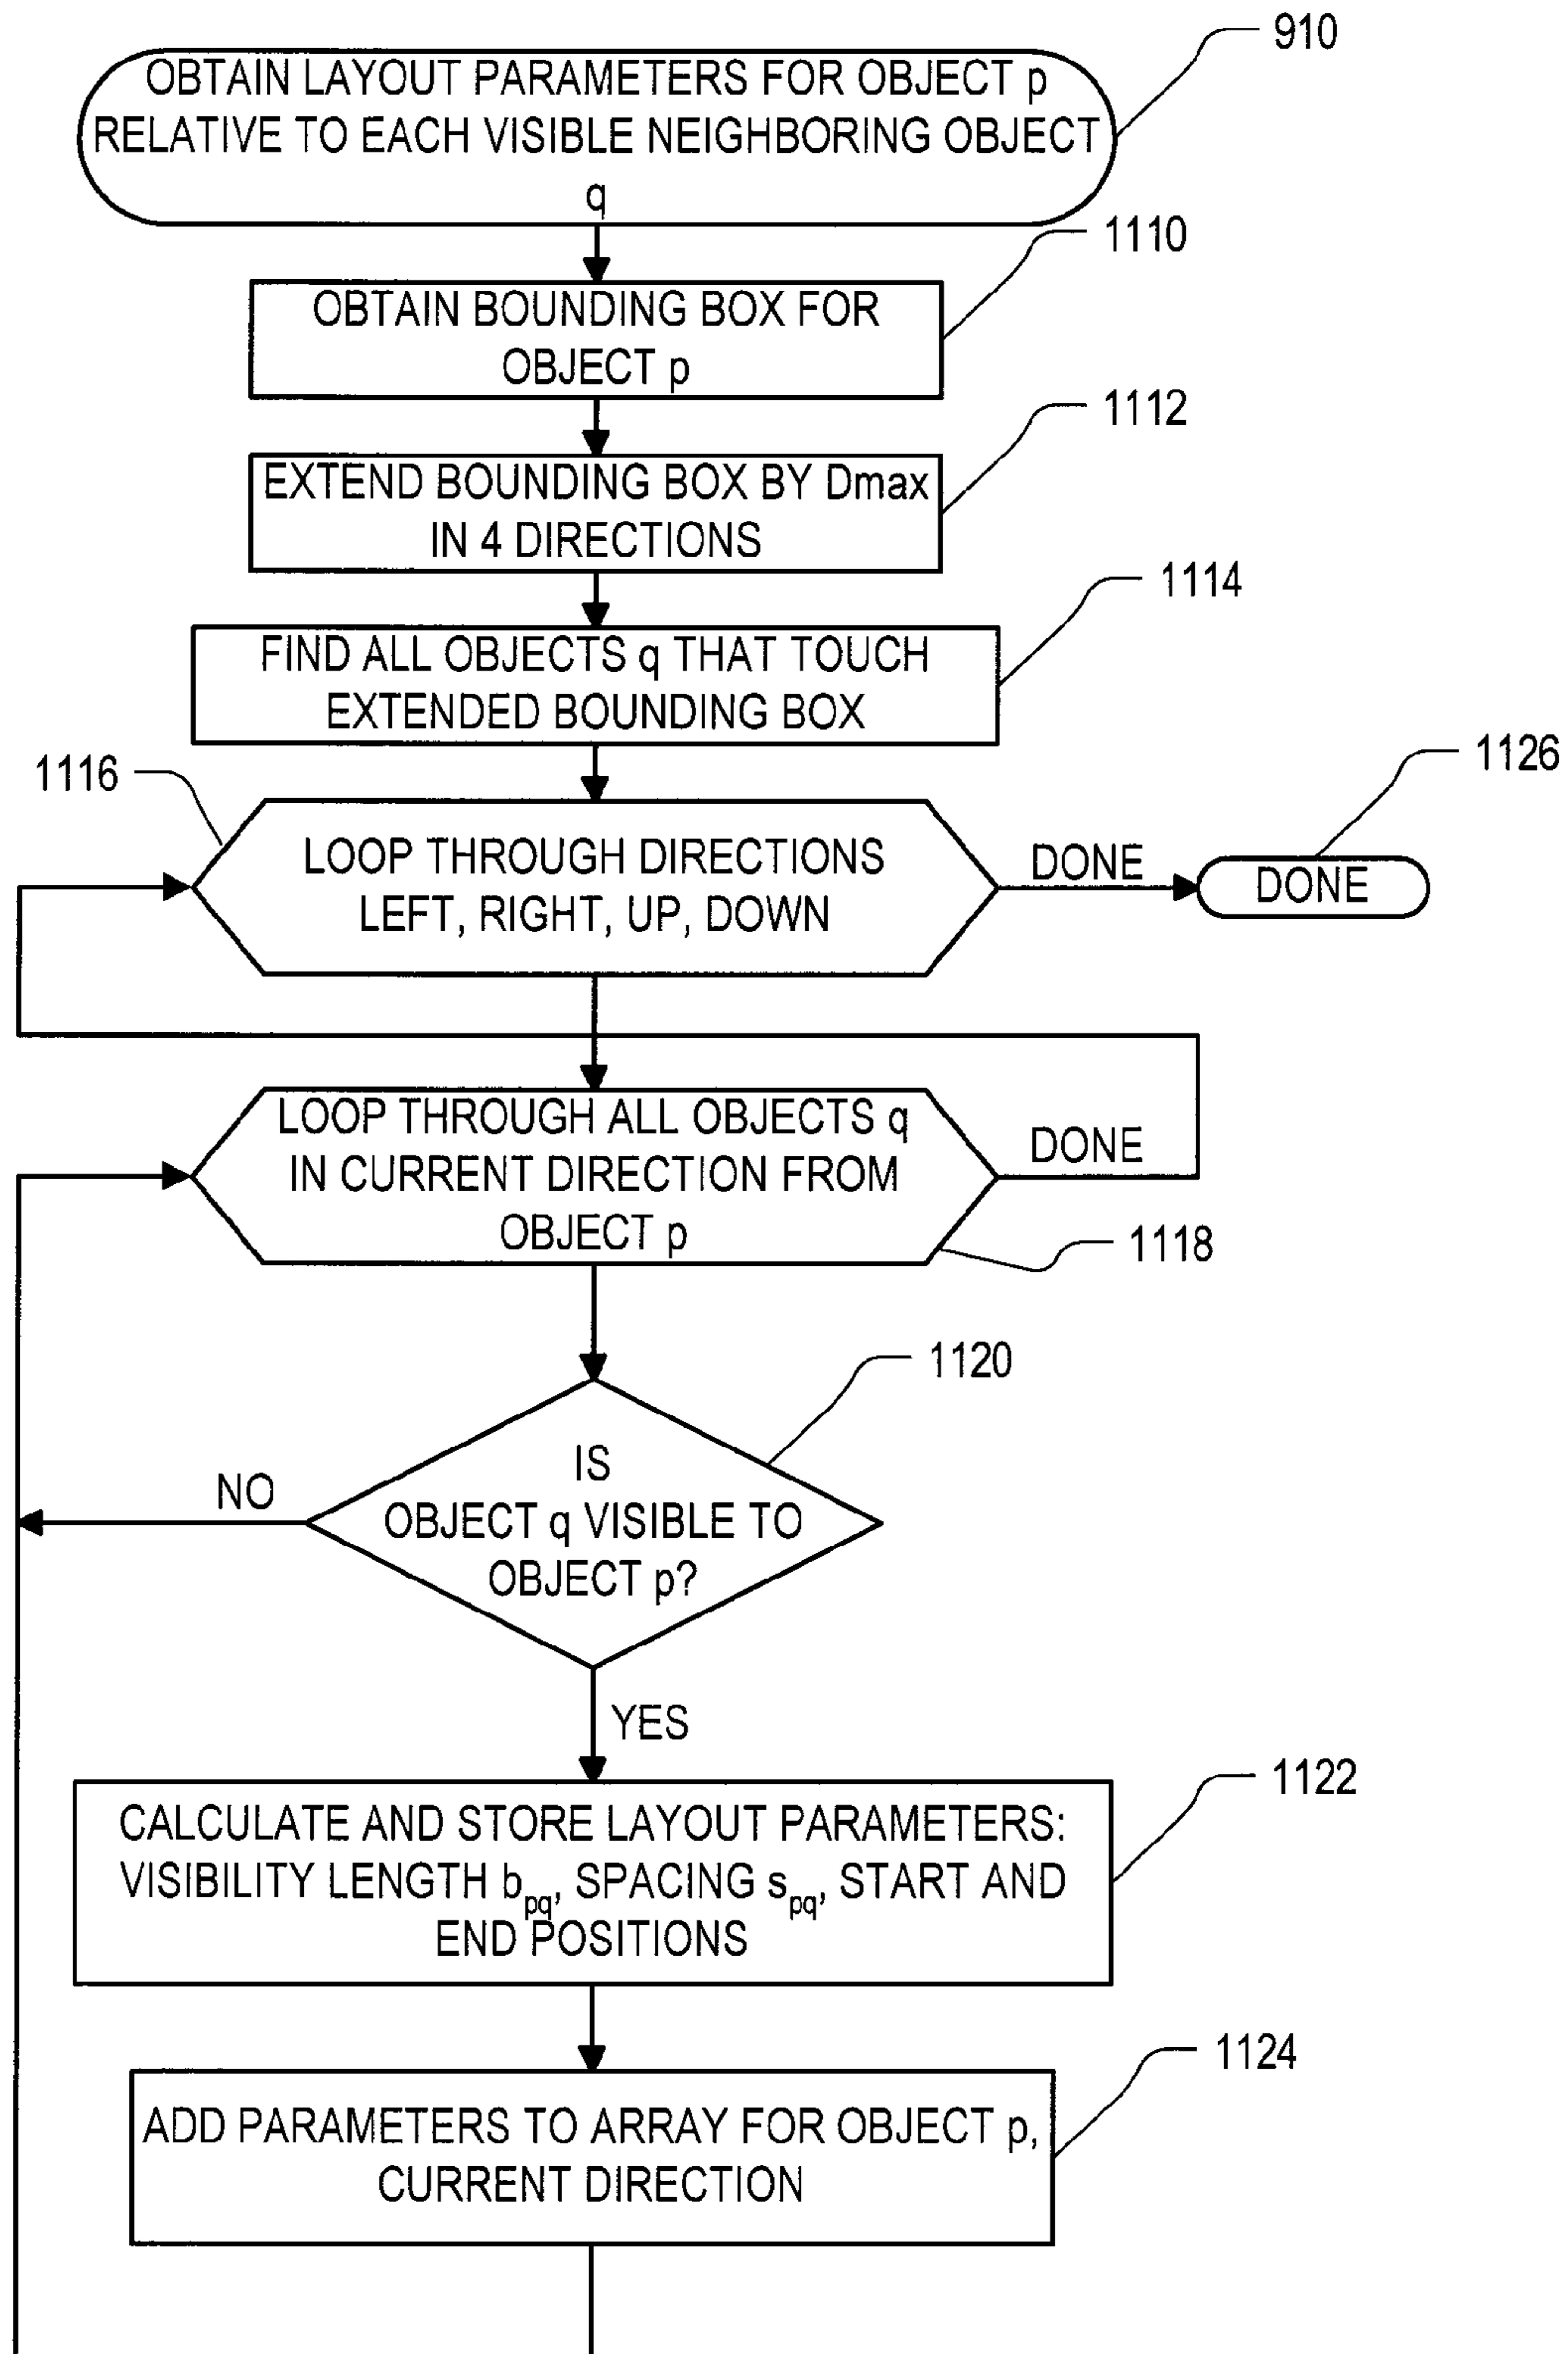 910
OBTAIN LAYOUT PARAMETERS FOR OBJECT p
RELATIVE TO EACH VISIBLE NEIGHBORING OBJECT
q
1110
OBTAIN BOUNDING BOX FOR
OBJECT p
1112
EXTEND BOUNDING BOX BY Dmax
IN 4 DIRECTIONS
1114
FIND ALL OBJECTS q THAT TOUCH
EXTENDED BOUNDING BOX
1116
1126
LOOP THROUGH DIRECTIONS
LEFT, RIGHT, UP, DOWN
DONE
DONE
LOOP THROUGH ALL OBJECTS q
IN CURRENT DIRECTION FROM
OBJECT p
DONE
1118
1120
IS
OBJECT q VISIBLE TO
OBJECT p?
NO
YES
1122
CALCULATE AND STORE LAYOUT PARAMETERS:
VISIBILITY LENGTH bpq, SPACING spq, START AND
END POSITIONS
1124
ADD PARAMETERS TO ARRAY FOR OBJECT p,
CURRENT DIRECTION